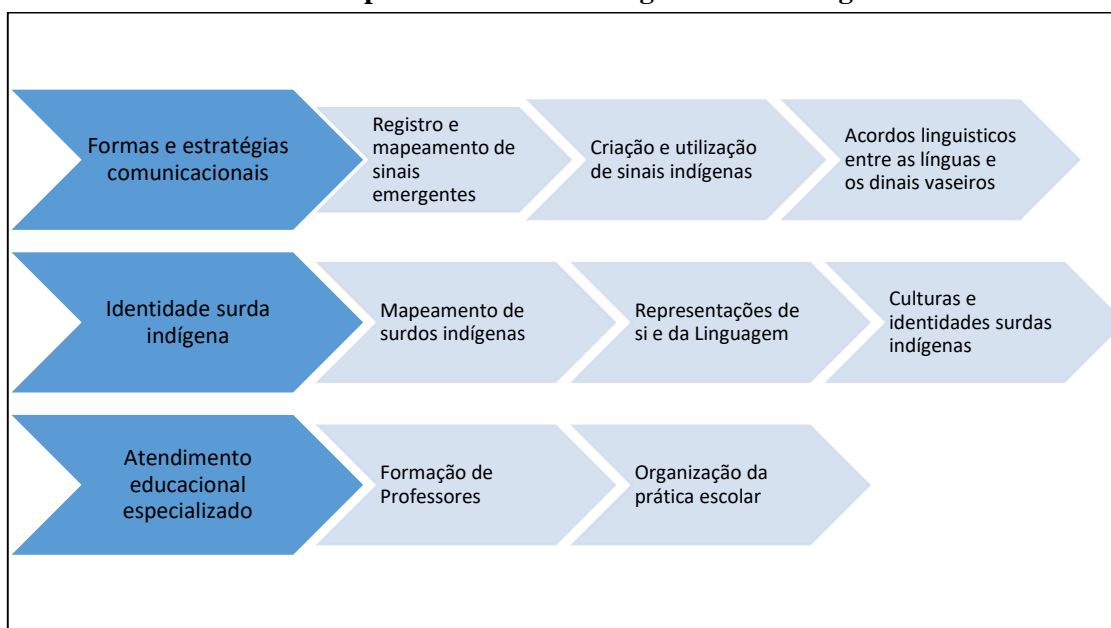 Formas e estratégias
comunicacionais
Registro e
mapeamento de
sinais
emergentes
Criação e utilização
de sinais indígenas
Acordos linguisticos
entre as línguas e
os dinais vaseiros
Identidade surda
indígena
Mapeamento de
surdos indígenas
Representações de
si e da Linguagem
Culturas e
identidades surdas
indígenas
Atendimento
educacional
especializado
Formação de
Professores
Organização da
prática escolar